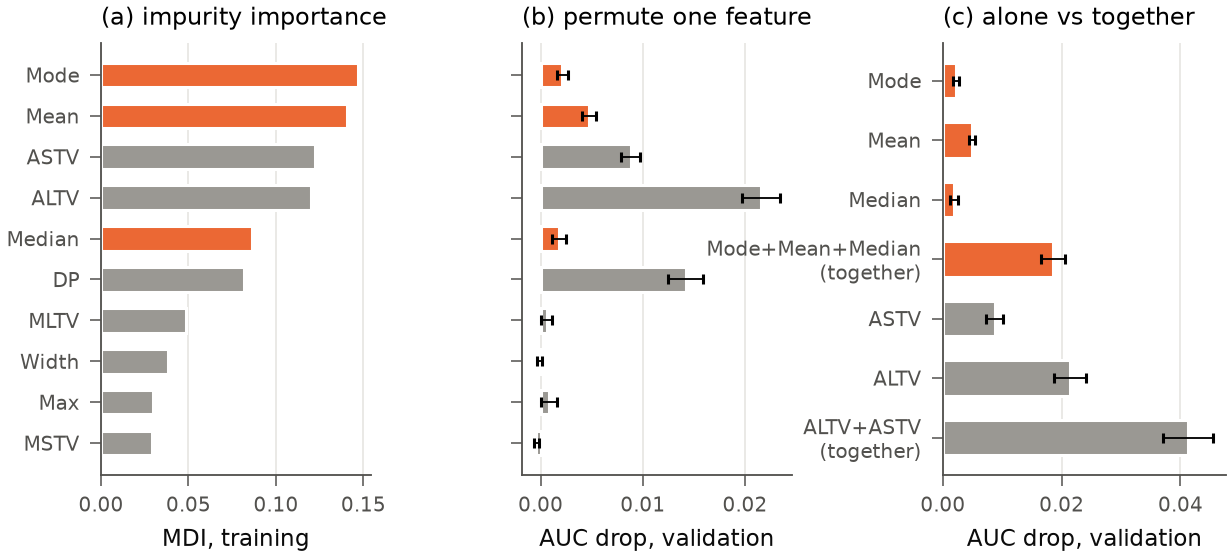 (a) impurity importance
Mode
Mean
ASTV
ALTV
Median
DP
MLTV
Width
Max
MSTV
0.00
0.05
0.10
0.15
MDI, training
(b) permute one feature
0.00
0.01
0.02
AUC drop, validation
(c) alone vs together
Mode
Mean
Median
Mode+Mean+Median
(together)
ASTV
ALTV
ALTV+ASTV
(together)
0.00
0.02
0.04
AUC drop, validation